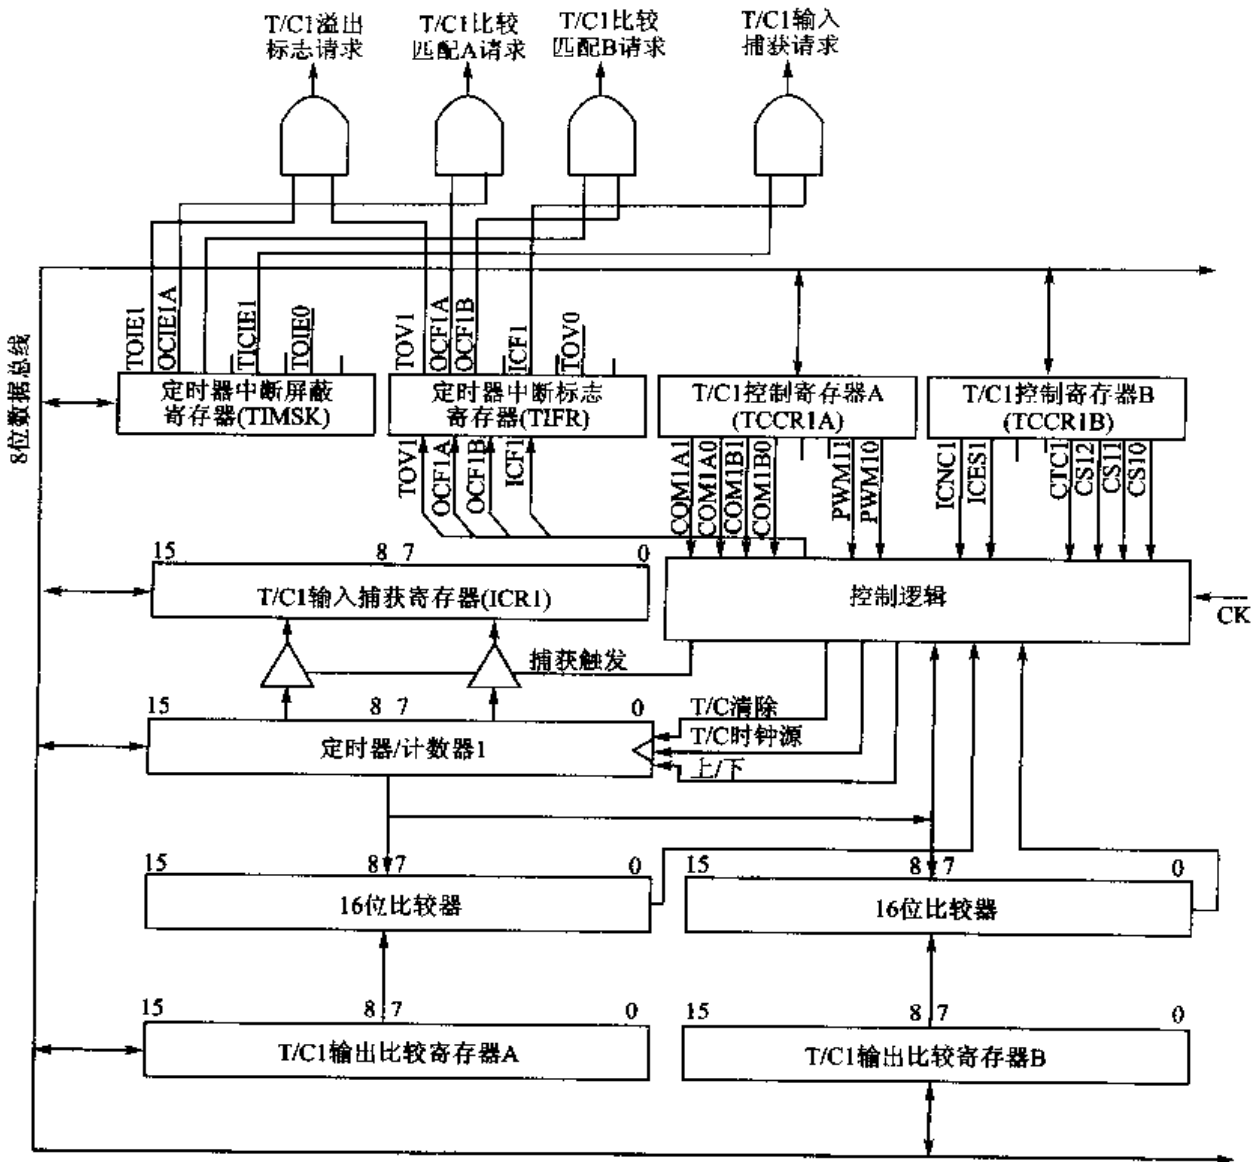 T/C1溢出
标志请求
T/C1比较
匹配A请求
T/C1比较
匹配B请求
T/C1输入
捕获请求
8位数据总线
TOIE1
OCIE1A
TICIE1
TOIE0
TOV1
OCF1A
OCF1B
ICF1
TOV0
定时器中断屏蔽
寄存器(TIMSK)
定时器中断标志
寄存器(TIFR)
T/C1控制寄存器A
(TCCR1A)
T/C1控制寄存器B
(TCCR1B)
TOV1
OCF1A
OCF1B
ICF1
COM1A1
COM1A0
COM1B1
COM1B0
PWM11
PWM10
ICNC1
ICES1
CTC1
CS12
CS11
CS10
15 8 7 0
T/C1输入捕获寄存器(ICR1)
控制逻辑
CK
捕获触发
15 8 7 0
T/C清除
定时器/计数器1
T/C时钟源
上/下
15 8 7 0
16位比较器
15 8 7 0
16位比较器
15 8 7 0
T/C1输出比较寄存器A
15 8 7 0
T/C1输出比较寄存器B